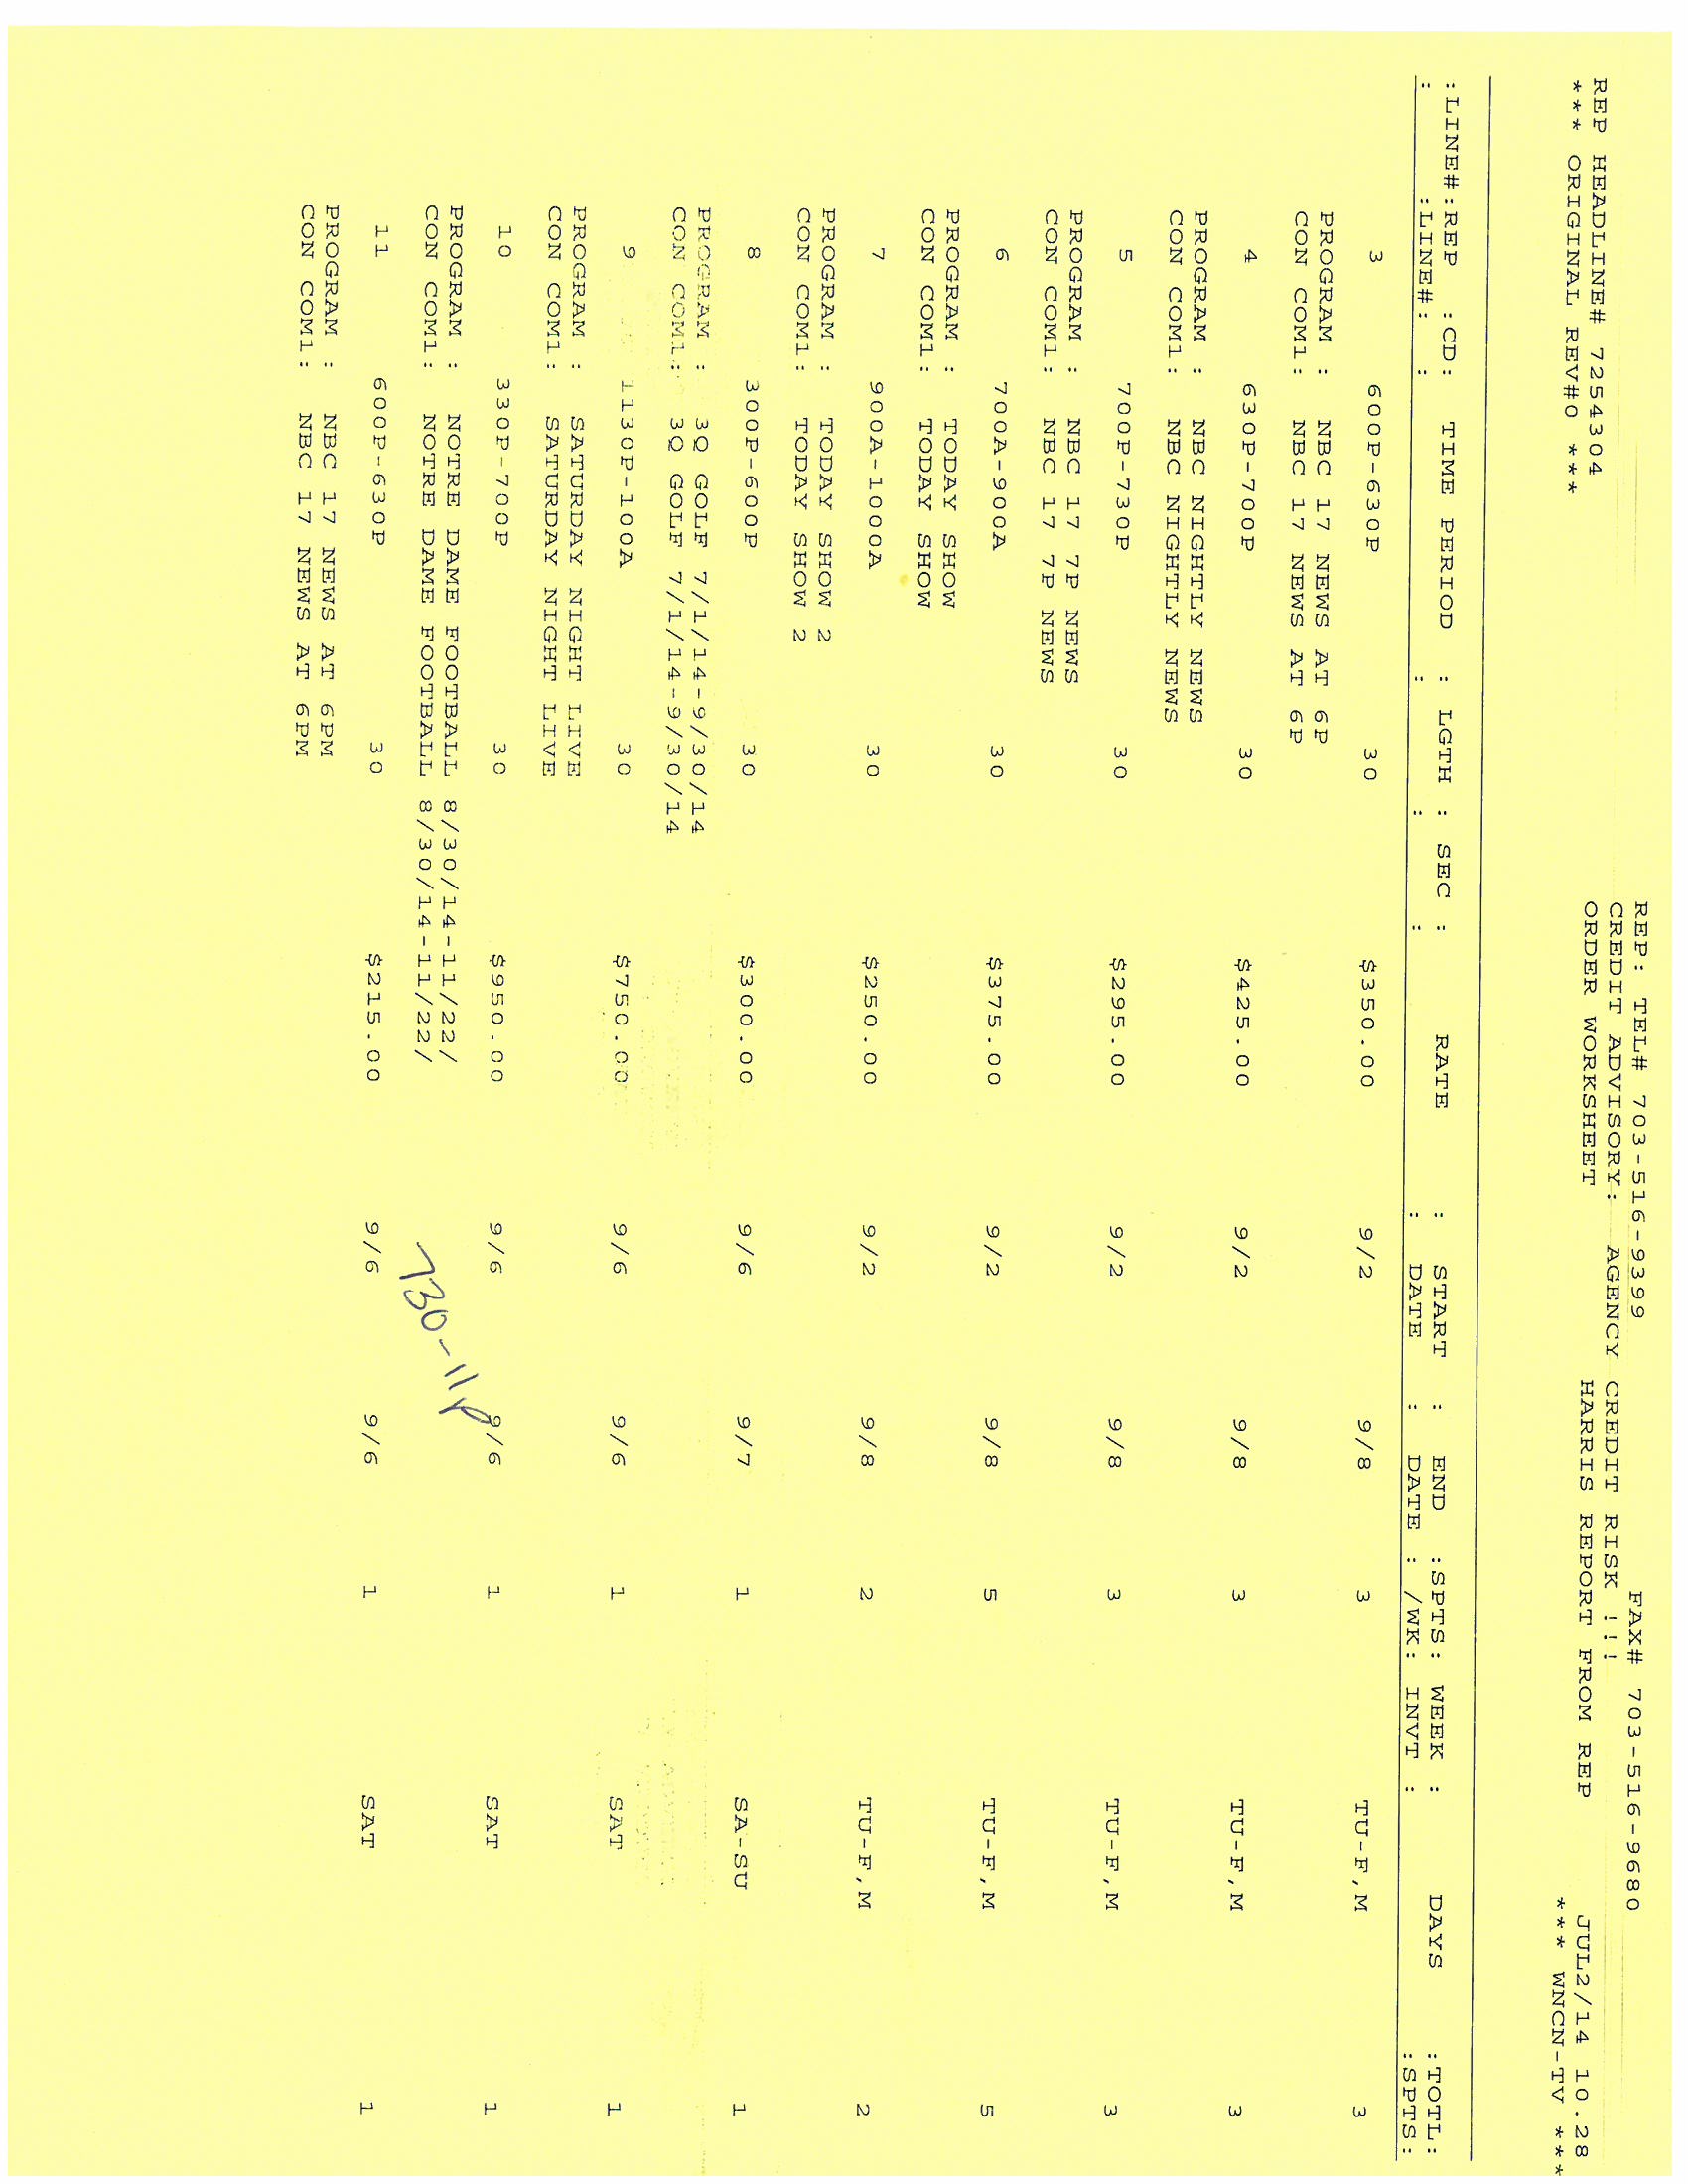 REP: TEL# 703-516-9399 FAX# 703-516-9680
CREDIT ADVISORY: AGENCY CREDIT RISK !!!
REP HEADLINE# 7254304 ORDER WORKSHEET HARRIS REPORT FROM REP JUL2/14 10.28
*** ORIGINAL REV#0 *** *** WNCN-TV ***
:LINE#:REP :CD: TIME PERIOD : LGTH : SEC : RATE : START : END :SPTS: WEEK : DAYS :TOTL:
: :LINE#: : : : : : DATE : DATE : /WK: INVT : :SPTS:
3 600P-630P 30 $350.00 9/2 9/8 3 TU-F,M 3
PROGRAM : NBC 17 NEWS AT 6P
CON COM1: NBC 17 NEWS AT 6P
4 630P-700P 30 $425.00 9/2 9/8 3 TU-F,M 3
PROGRAM : NBC NIGHTLY NEWS
CON COM1: NBC NIGHTLY NEWS
5 700P-730P 30 $295.00 9/2 9/8 3 TU-F,M 3
PROGRAM : NBC 17 7P NEWS
CON COM1: NBC 17 7P NEWS
6 700A-900A 30 $375.00 9/2 9/8 5 TU-F,M 5
PROGRAM : TODAY SHOW
CON COM1: TODAY SHOW
7 900A-1000A 30 $250.00 9/2 9/8 2 TU-F,M 2
PROGRAM : TODAY SHOW 2
CON COM1: TODAY SHOW 2
8 300P-600P 30 $300.00 9/6 9/7 1 SA-SU 1
PROGRAM : 3Q GOLF 7/1/14-9/30/14
CON COM1: 3Q GOLF 7/1/14-9/30/14
9 1130P-100A 30 $750.00 9/6 9/6 1 SAT 1
PROGRAM : SATURDAY NIGHT LIVE
CON COM1: SATURDAY NIGHT LIVE
10 330P-700P 30 $950.00 9/6 9/6 1 SAT 1
PROGRAM : NOTRE DAME FOOTBALL 8/30/14-11/22/
CON COM1: NOTRE DAME FOOTBALL 8/30/14-11/22/
730-11p
11 600P-630P 30 $215.00 9/6 9/6 1 SAT 1
PROGRAM : NBC 17 NEWS AT 6PM
CON COM1: NBC 17 NEWS AT 6PM